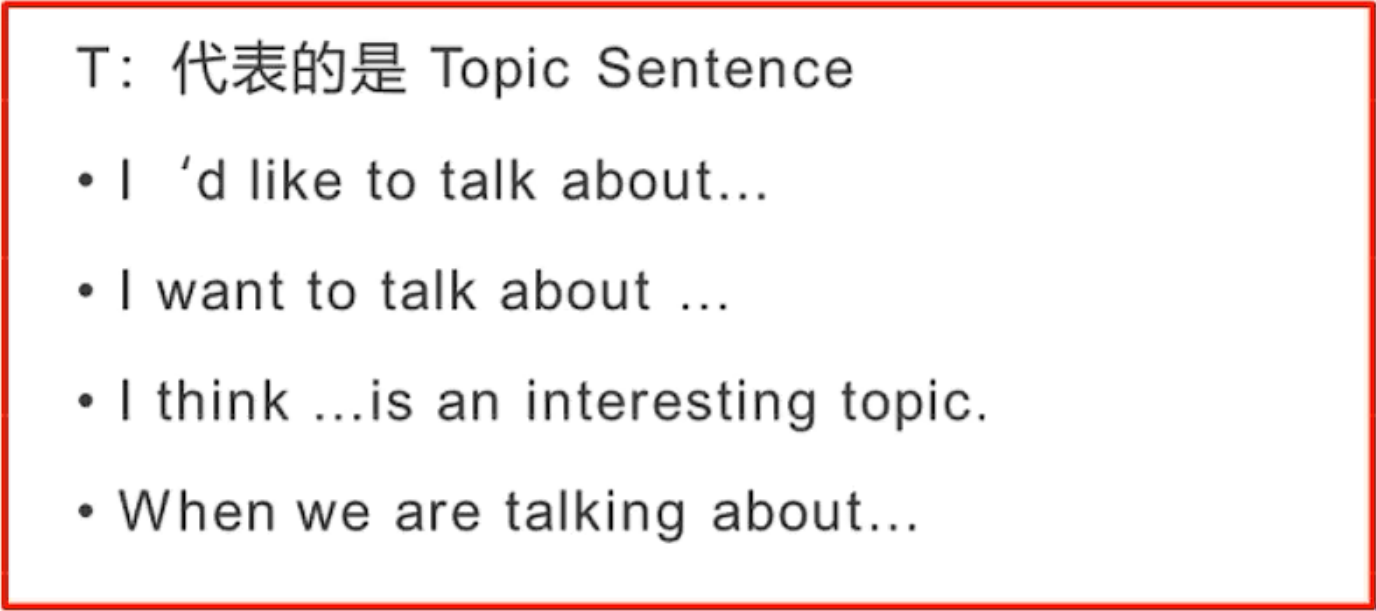 T：代表的是 Topic Sentence
• I ‘d like to talk about…
• I want to talk about …
• I think …is an interesting topic.
• When we are talking about…